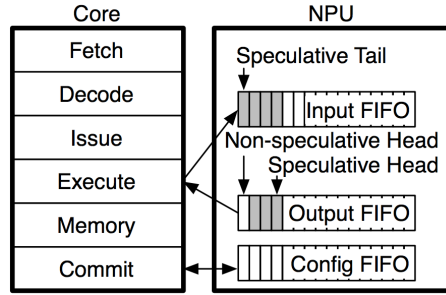 Core
NPU
Fetch
Decode
Issue
Execute
Memory
Commit
Speculative Tail
Input FIFO
Non-speculative Head
Speculative Head
Output FIFO
Config FIFO